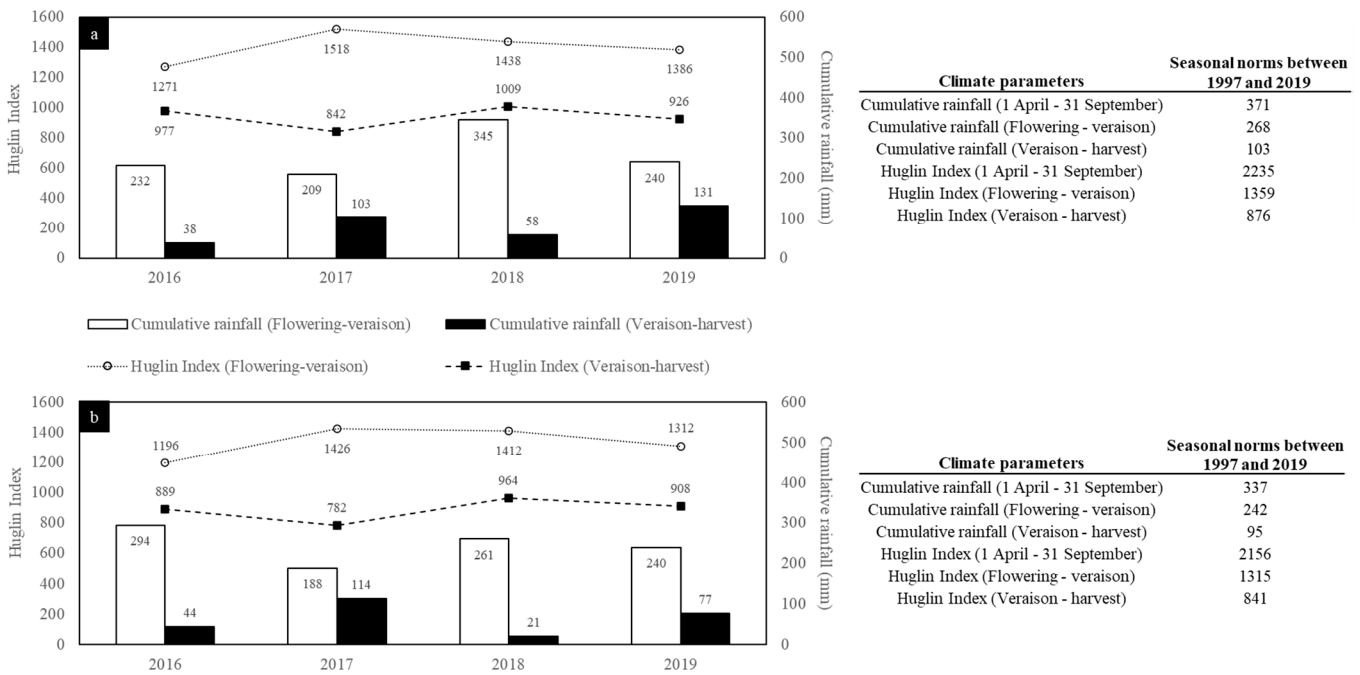 a
Huglin Index
1600
1400
1200
1000
800
600
400
200
0
1271 1518 1438 1386
977 842 1009 926
232 38 209 103 345 58 240 131
2016 2017 2018 2019
600
500
400
300
200
100
0
Cumulative rainfall (mm)
Climate parameters Seasonal norms between
1997 and 2019
Cumulative rainfall (1 April - 31 September) 371
Cumulative rainfall (Flowering - veraison) 268
Cumulative rainfall (Veraison - harvest) 103
Huglin Index (1 April - 31 September) 2235
Huglin Index (Flowering - veraison) 1359
Huglin Index (Veraison - harvest) 876
Cumulative rainfall (Flowering-veraison) Cumulative rainfall (Veraison-harvest)
Huglin Index (Flowering-veraison) Huglin Index (Veraison-harvest)
b
Huglin Index
1600
1400
1200
1000
800
600
400
200
0
1196 1426 1412 1312
889 782 964 908
294 44 188 114 261 21 240 77
2016 2017 2018 2019
600
500
400
300
200
100
0
Cumulative rainfall (mm)
Climate parameters Seasonal norms between
1997 and 2019
Cumulative rainfall (1 April - 31 September) 337
Cumulative rainfall (Flowering - veraison) 242
Cumulative rainfall (Veraison - harvest) 95
Huglin Index (1 April - 31 September) 2156
Huglin Index (Flowering - veraison) 1315
Huglin Index (Veraison - harvest) 841